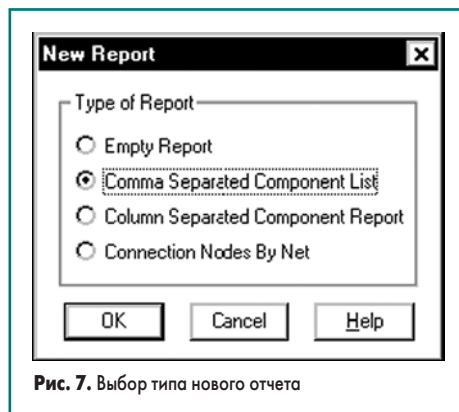 New Report
Type of Report
Empty Report
Comma Separated Component List
Column Separated Component Report
Connection Nodes By Net
OK Cancel Help
Рис. 7. Выбор типа нового отчета